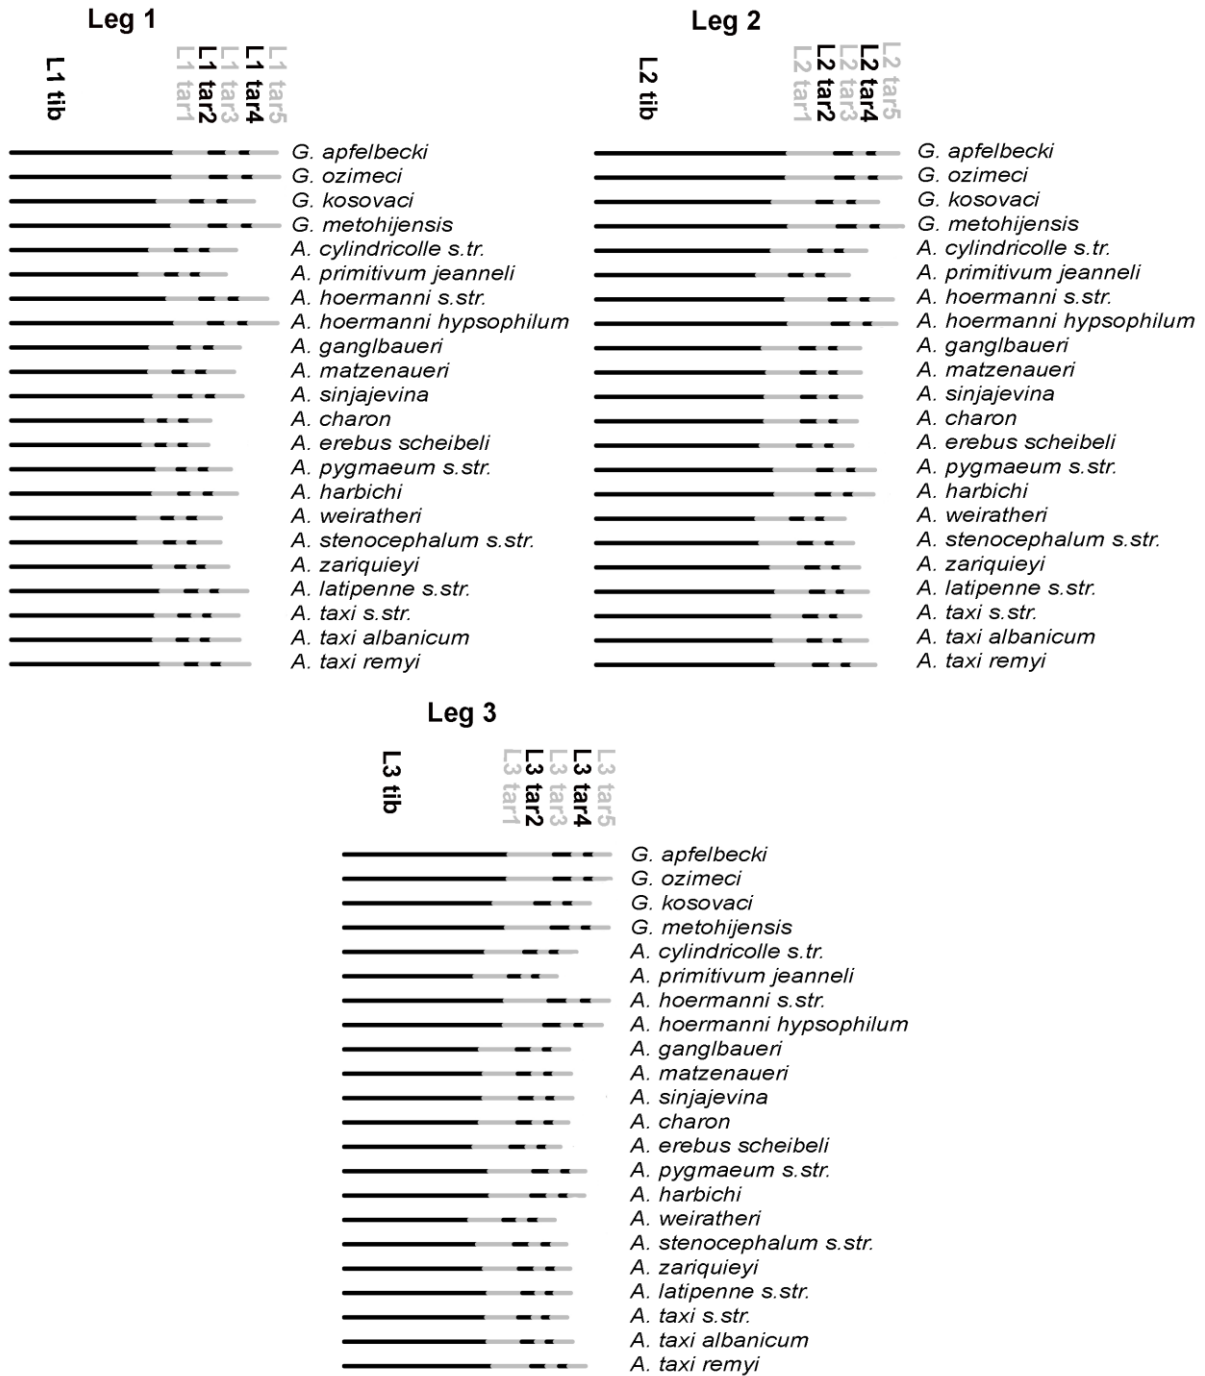 Leg 1
L1 tib
L1 tar1
L1 tar2
L1 tar3
L1 tar4
L1 tar5
G. apfelbecki
G. ozimeci
G. kosovaci
G. metohijensis
A. cylindricolle s.tr.
A. primitivum jeanneli
A. hoermanni s.str.
A. hoermanni hypsophilum
A. ganglbaueri
A. matzenaueri
A. sinjajevina
A. charon
A. erebus scheibeli
A. pygmaeum s.str.
A. harbichi
A. weiratheri
A. stenocephalum s.str.
A. zariquieyi
A. latipenne s.str.
A. taxi s.str.
A. taxi albanicum
A. taxi remyi
Leg 2
L2 tib
L2 tar1
L2 tar2
L2 tar3
L2 tar4
L2 tar5
G. apfelbecki
G. ozimeci
G. kosovaci
G. metohijensis
A. cylindricolle s.tr.
A. primitivum jeanneli
A. hoermanni s.str.
A. hoermanni hypsophilum
A. ganglbaueri
A. matzenaueri
A. sinjajevina
A. charon
A. erebus scheibeli
A. pygmaeum s.str.
A. harbichi
A. weiratheri
A. stenocephalum s.str.
A. zariquieyi
A. latipenne s.str.
A. taxi s.str.
A. taxi albanicum
A. taxi remyi
Leg 3
L3 tib
L3 tar1
L3 tar2
L3 tar3
L3 tar4
L3 tar5
G. apfelbecki
G. ozimeci
G. kosovaci
G. metohijensis
A. cylindricolle s.tr.
A. primitivum jeanneli
A. hoermanni s.str.
A. hoermanni hypsophilum
A. ganglbaueri
A. matzenaueri
A. sinjajevina
A. charon
A. erebus scheibeli
A. pygmaeum s.str.
A. harbichi
A. weiratheri
A. stenocephalum s.str.
A. zariquieyi
A. latipenne s.str.
A. taxi s.str.
A. taxi albanicum
A. taxi remyi